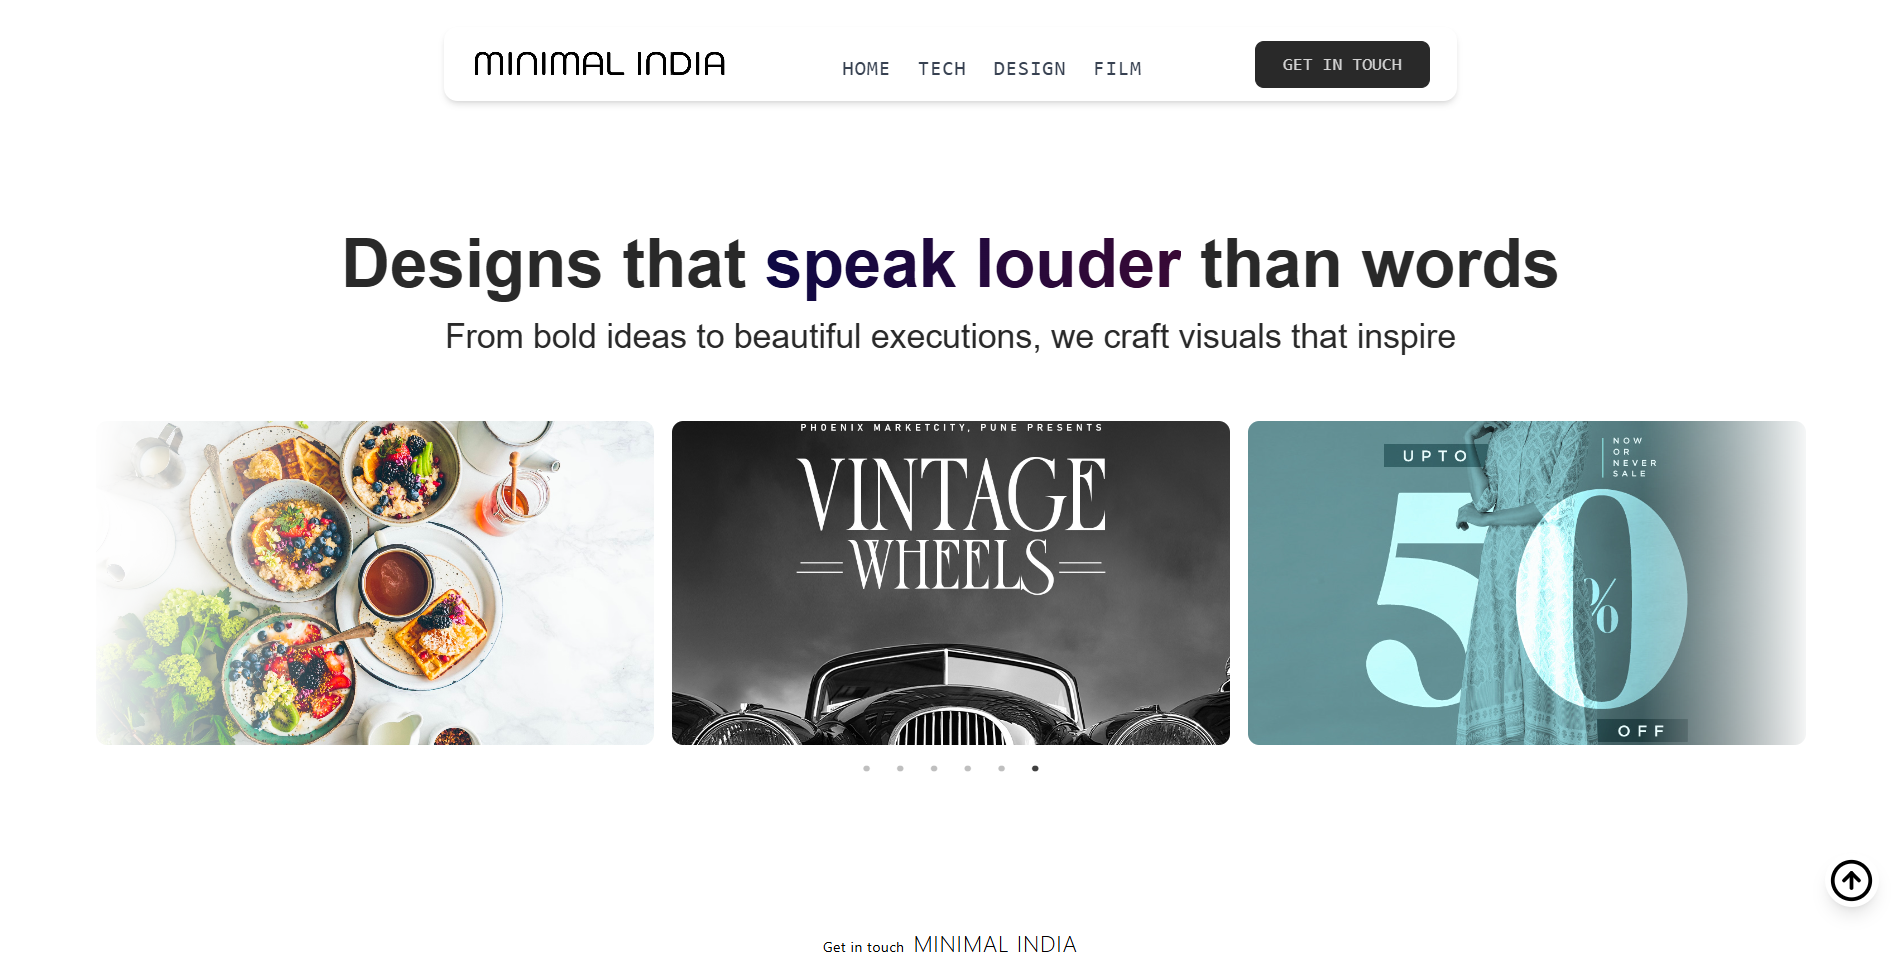 MINIMAL INDIA
HOME TECH DESIGN FILM
GET IN TOUCH
Designs that speak louder than words
From bold ideas to beautiful executions, we craft visuals that inspire
PHOENIX MARKETCITY, PUNE PRESENTS
VINTAGE
WHEELS
UPTO
NOW
OR
NEVER
SALE
50
%
OFF
Get in touch MINIMAL INDIA